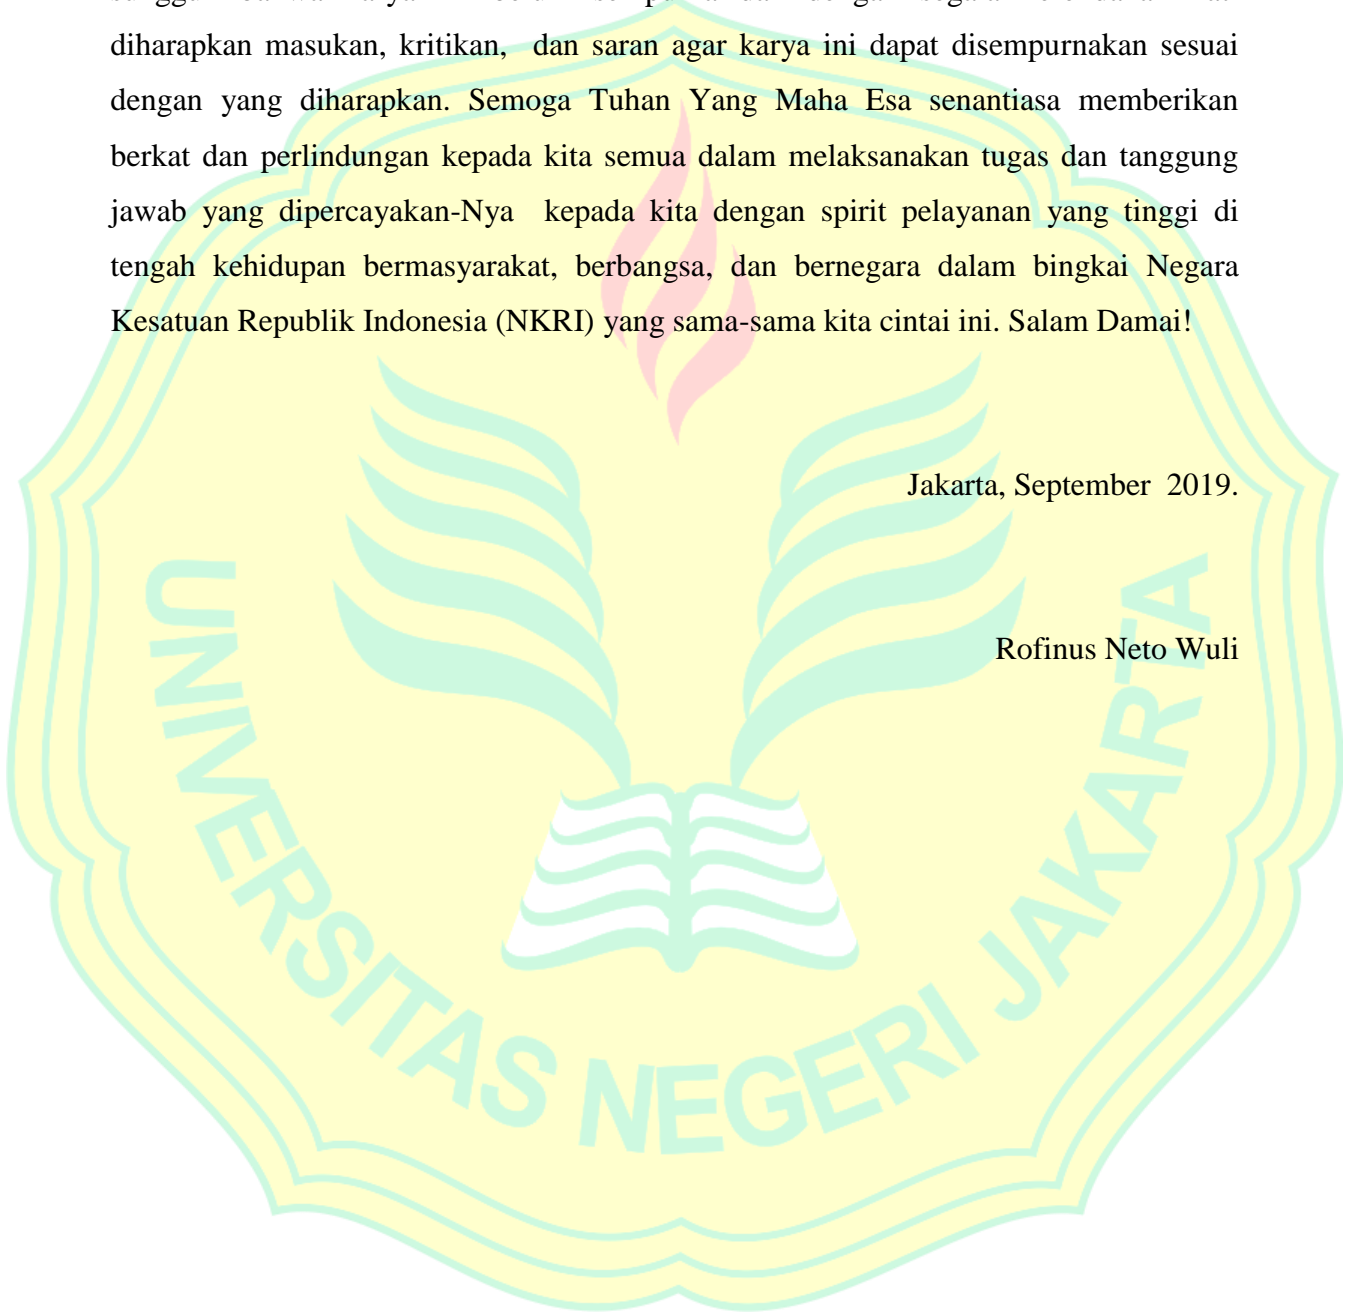 diharapkan masukan, kritikan, dan saran agar karya ini dapat disempurnakan sesuai
dengan yang diharapkan. Semoga Tuhan Yang Maha Esa senantiasa memberikan
berkat dan perlindungan kepada kita semua dalam melaksanakan tugas dan tanggung
jawab yang dipercayakan-Nya kepada kita dengan spirit pelayanan yang tinggi di
tengah kehidupan bermasyarakat, berbangsa, dan bernegara dalam bingkai Negara
Kesatuan Republik Indonesia (NKRI) yang sama-sama kita cintai ini. Salam Damai!
Jakarta, September 2019.
Rofinus Neto Wuli
UNIVERSITAS NEGERI JAKARTA